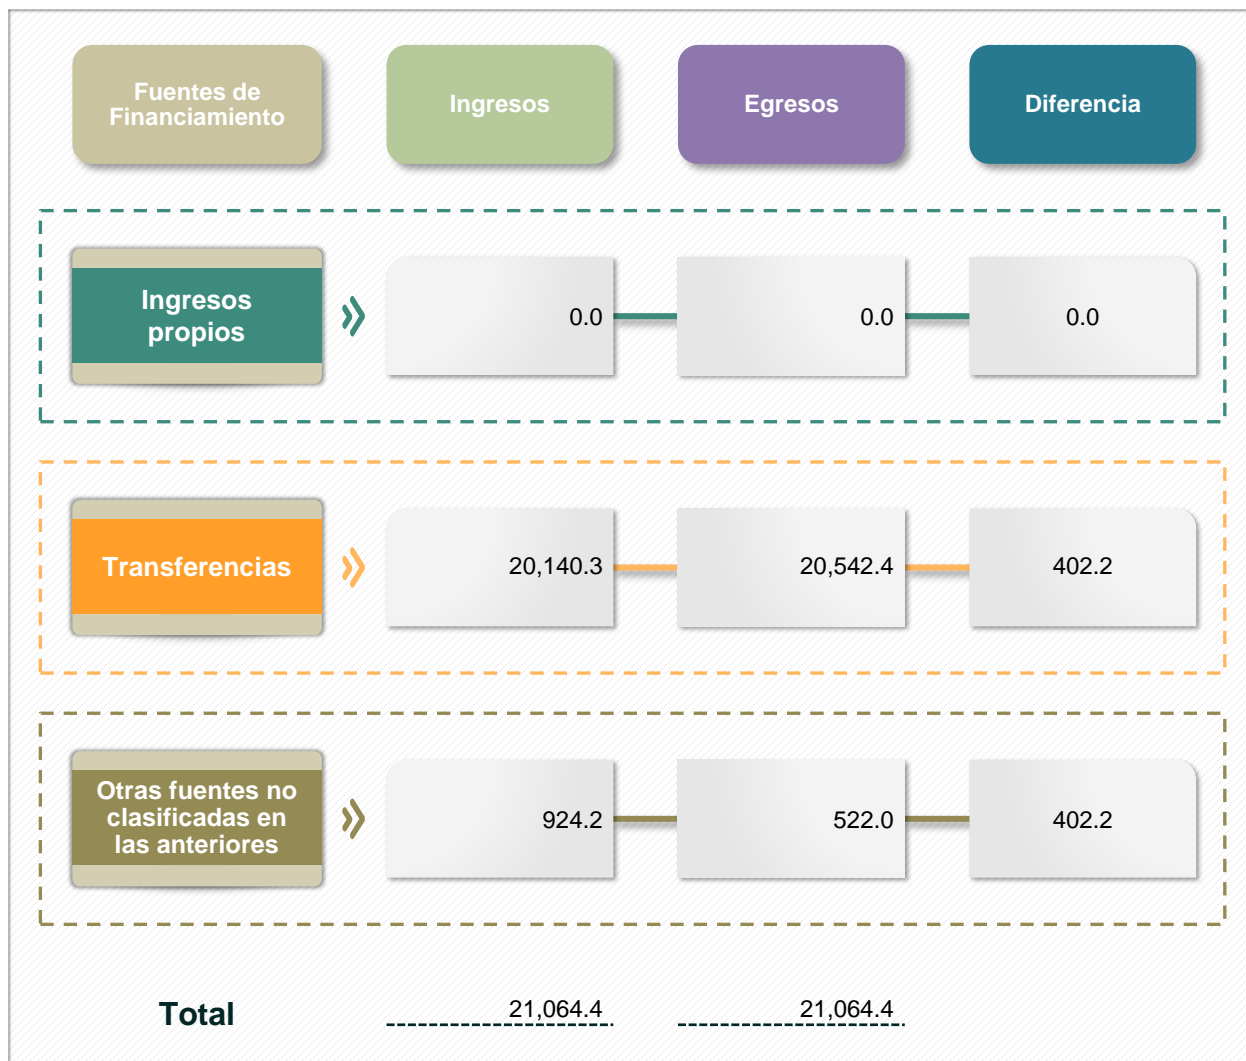 Fuentes de
Financiamiento
Ingresos
Egresos
Diferencia
Ingresos
propios
0.0
0.0
0.0
Transferencias
20,140.3
20,542.4
402.2
Otras fuentes no
clasificadas en
las anteriores
924.2
522.0
402.2
Total
21,064.4
21,064.4